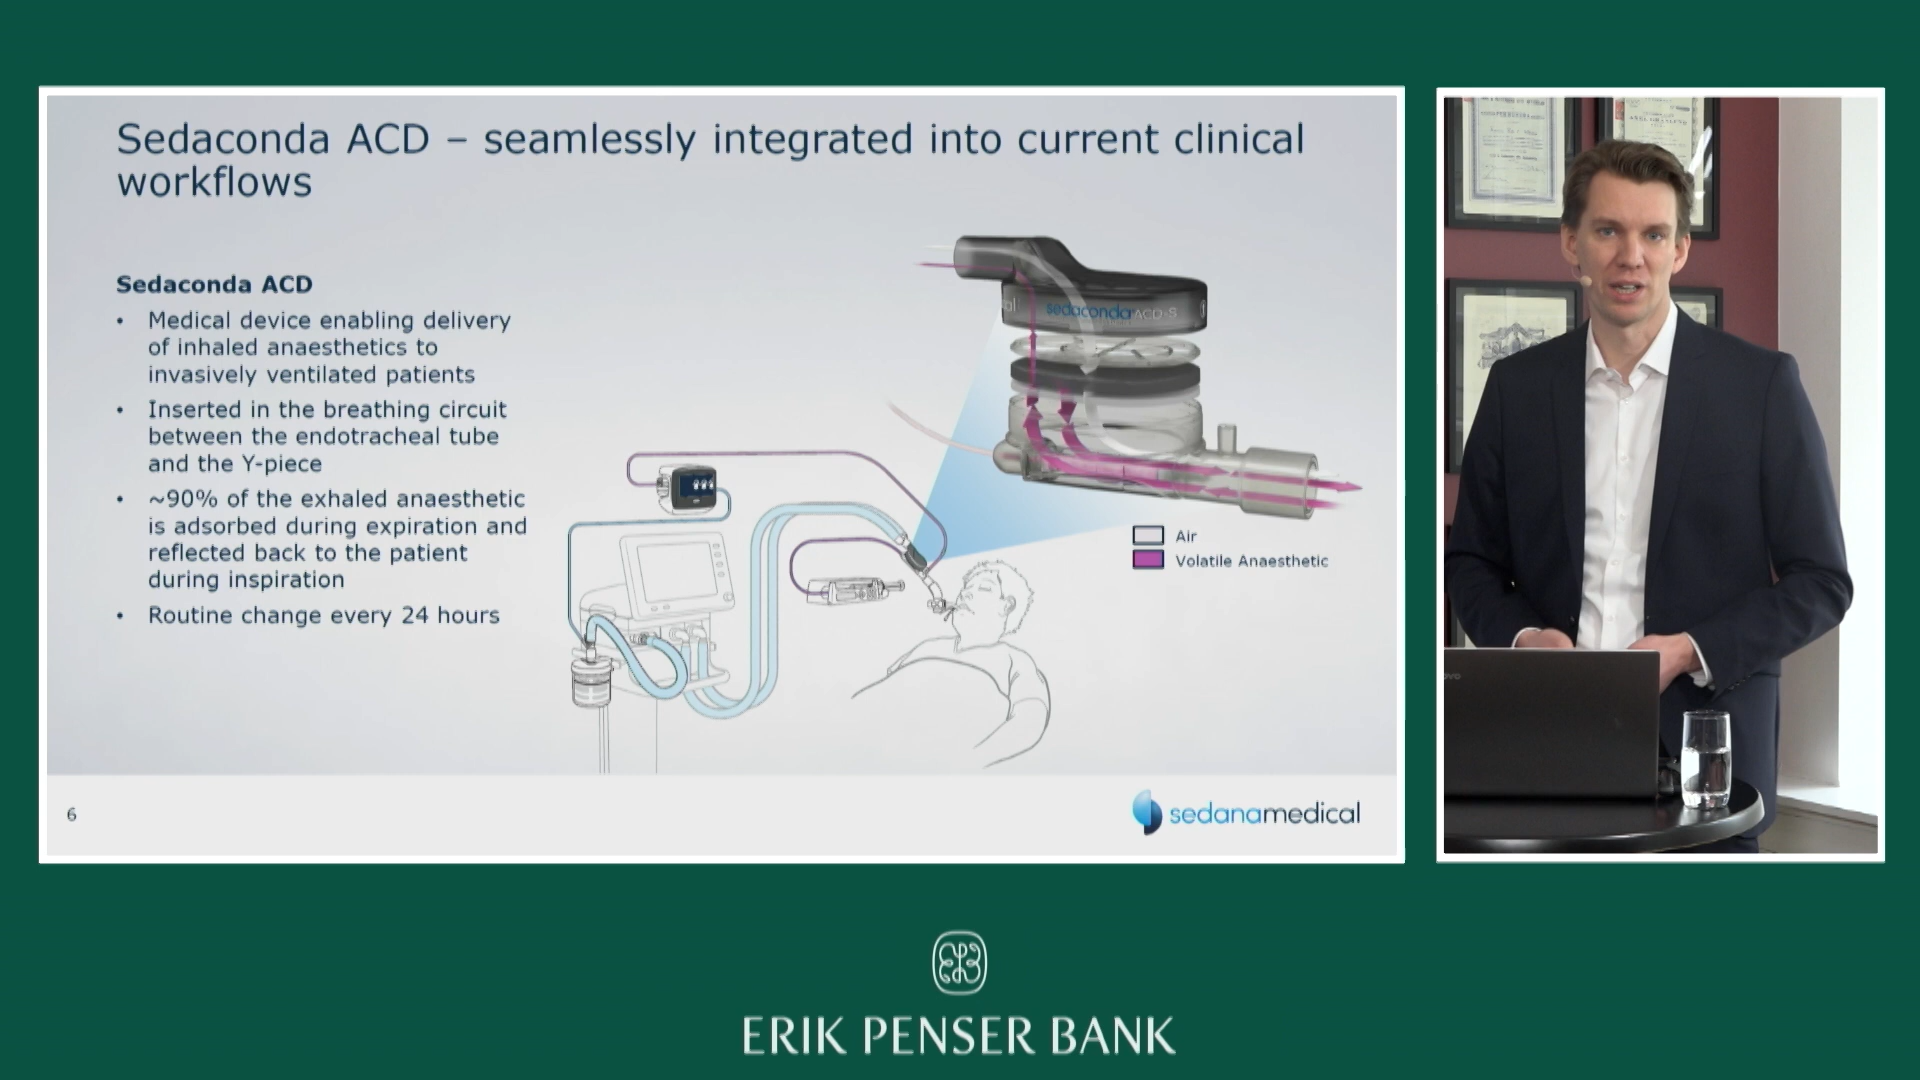 Sedaconda ACD – seamlessly integrated into current clinical
workflows
Sedaconda ACD
• Medical device enabling delivery
of inhaled anaesthetics to
invasively ventilated patients
• Inserted in the breathing circuit
between the endotracheal tube
and the Y-piece
• ~90% of the exhaled anaesthetic
is adsorbed during expiration and
reflected back to the patient
during inspiration
• Routine change every 24 hours
sedaconda ACD-S
Air
Volatile Anaesthetic
6
sedanamedical
ERIK PENSER BANK